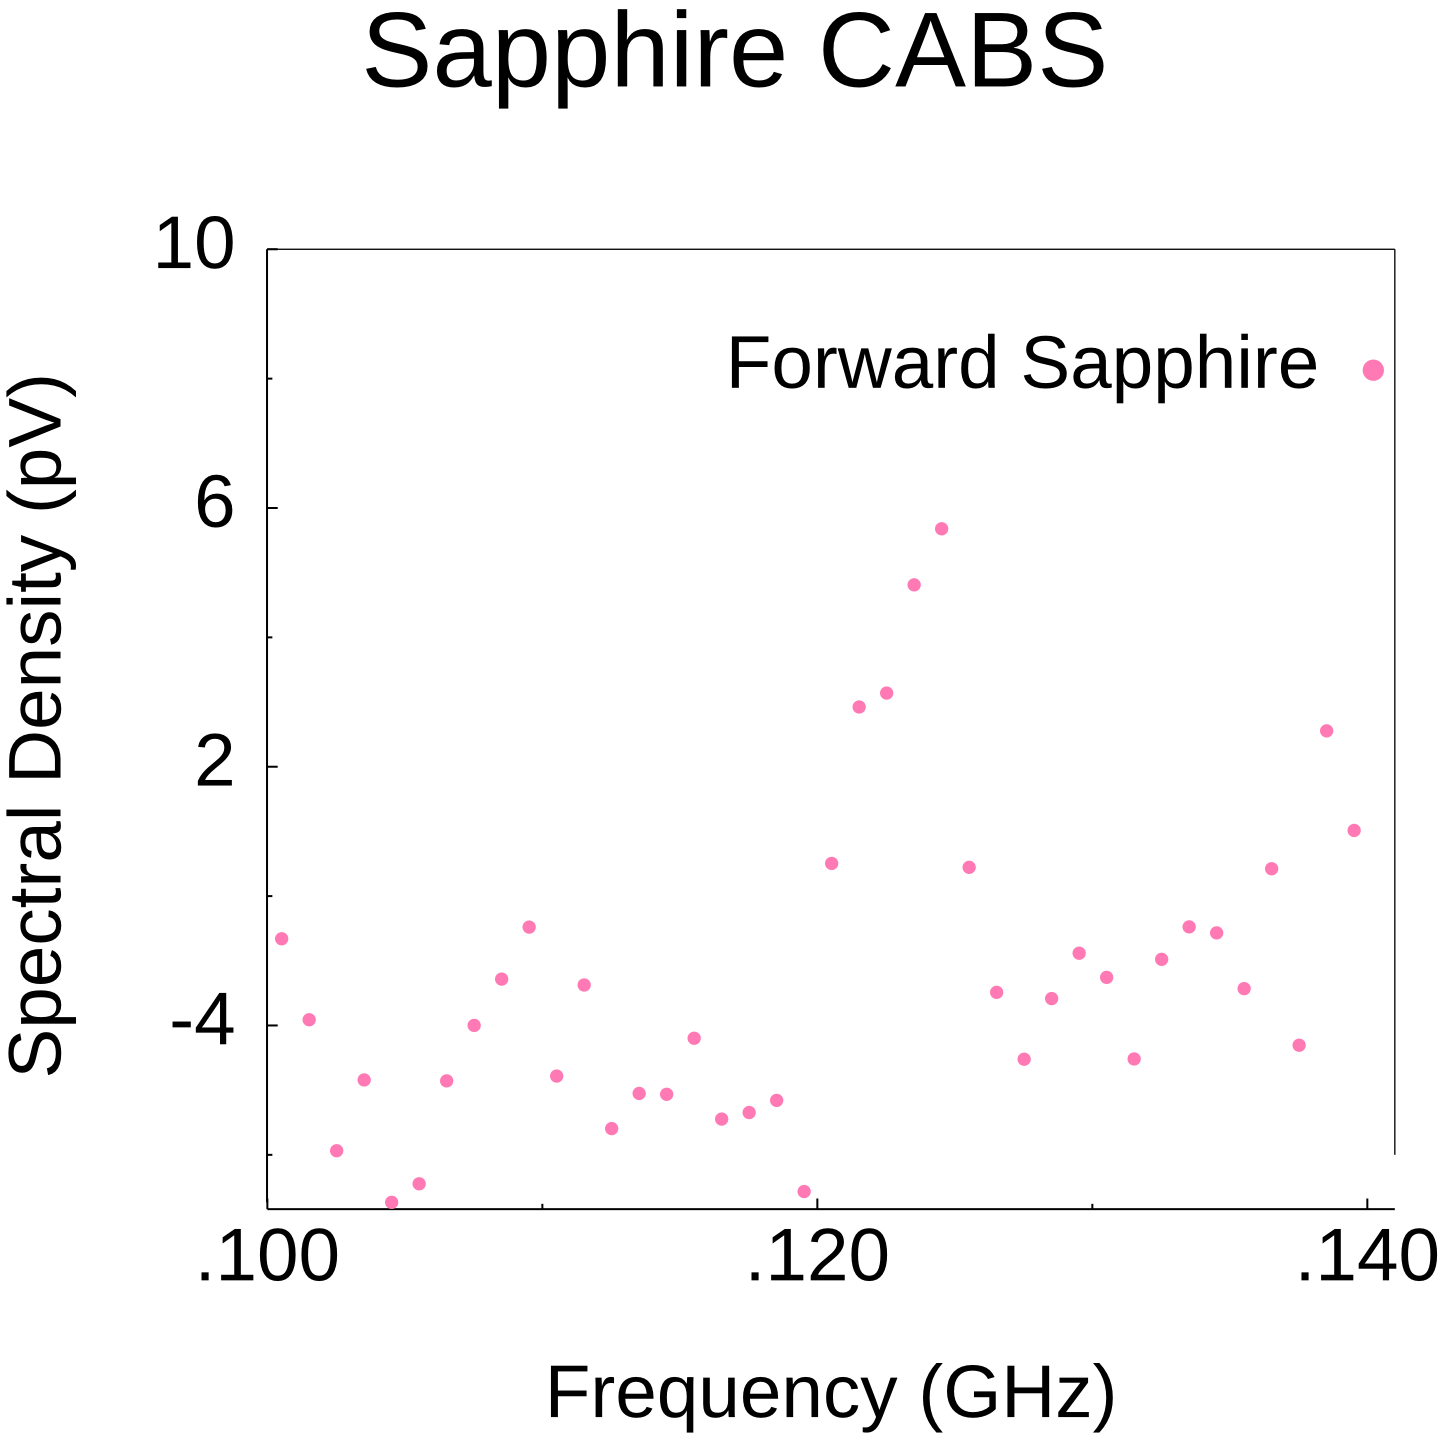 Sapphire CABS
10
Forward Sapphire
6
2
-4
Spectral Density (pV)
.100
.120
.140
Frequency (GHz)